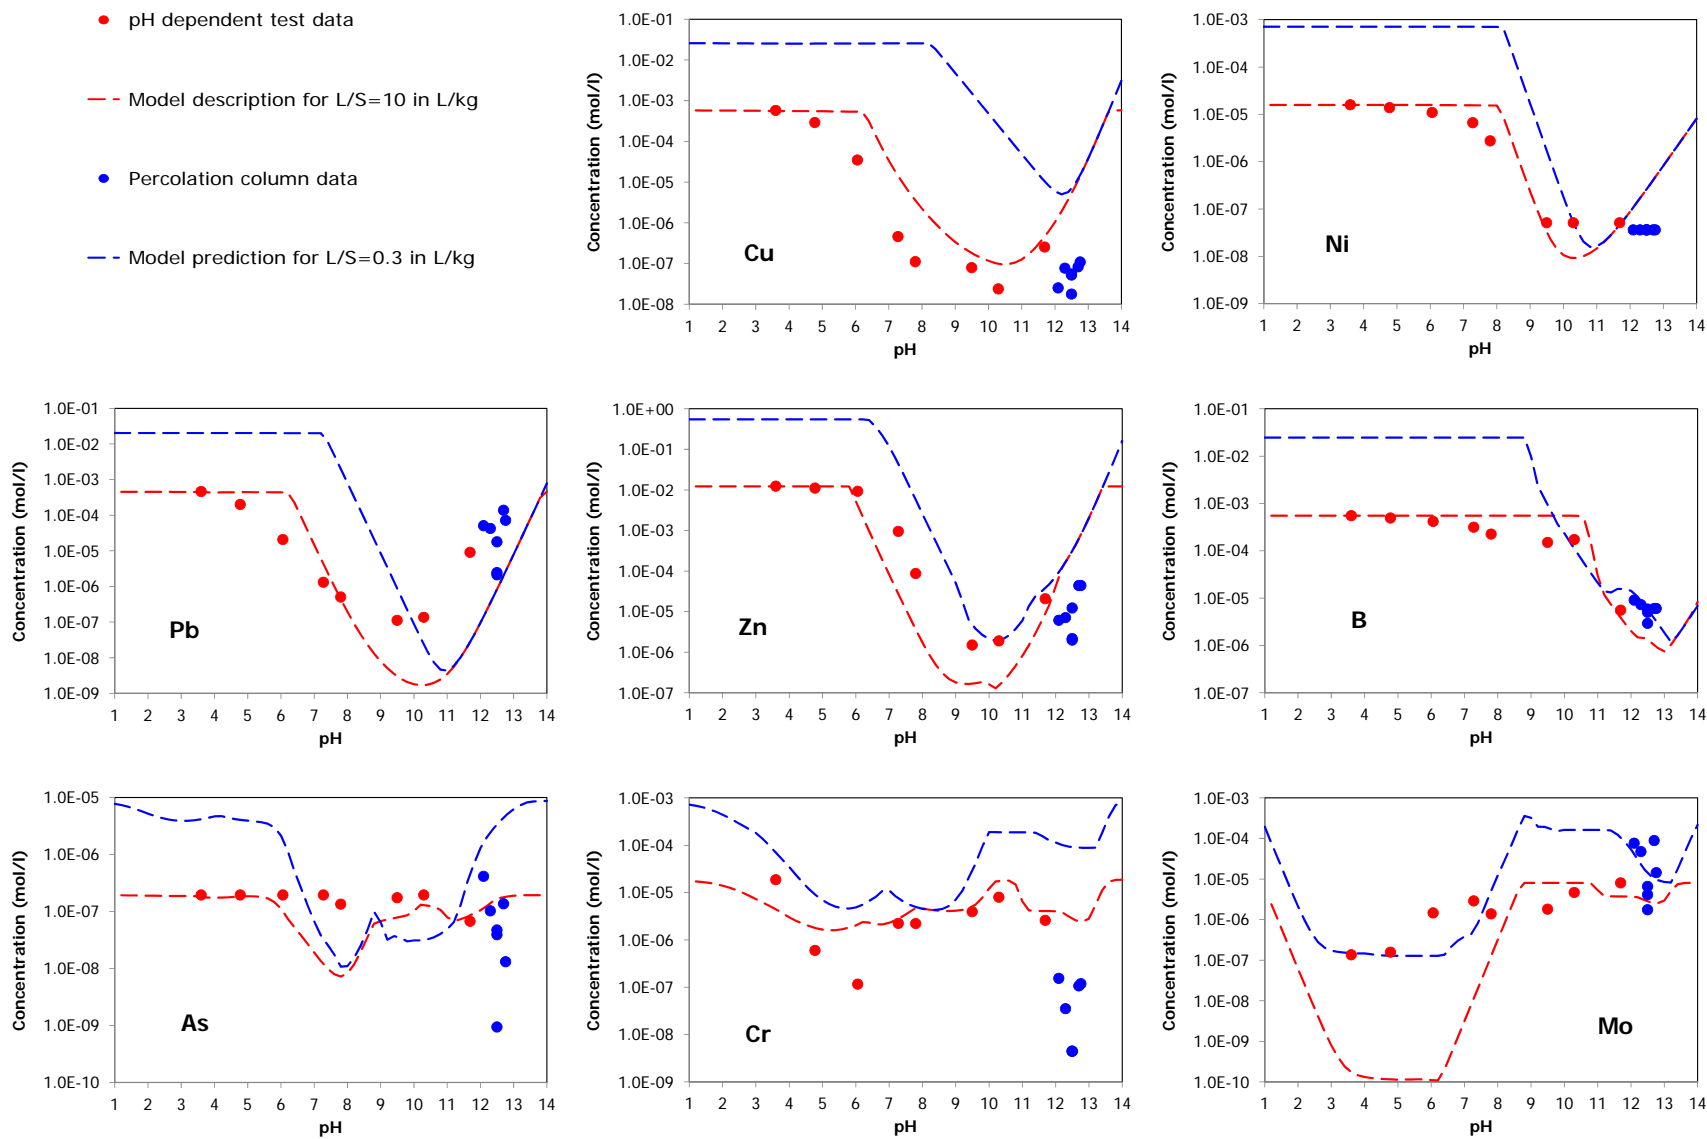 pH dependent test data
Model description for L/S=10 in L/kg
Percolation column data
Model prediction for L/S=0.3 in L/kg
Concentration (mol/l)
1.0E-01
1.0E-02
1.0E-03
1.0E-04
1.0E-05
1.0E-06
1.0E-07
1.0E-08
Cu
1 2 3 4 5 6 7 8 9 10 11 12 13 14
pH
Concentration (mol/l)
1.0E-03
1.0E-04
1.0E-05
1.0E-06
1.0E-07
1.0E-08
1.0E-09
Ni
1 2 3 4 5 6 7 8 9 10 11 12 13 14
pH
Concentration (mol/l)
1.0E-01
1.0E-02
1.0E-03
1.0E-04
1.0E-05
1.0E-06
1.0E-07
1.0E-08
1.0E-09
Pb
1 2 3 4 5 6 7 8 9 10 11 12 13 14
pH
Concentration (mol/l)
1.0E+00
1.0E-01
1.0E-02
1.0E-03
1.0E-04
1.0E-05
1.0E-06
1.0E-07
Zn
1 2 3 4 5 6 7 8 9 10 11 12 13 14
pH
Concentration (mol/l)
1.0E-01
1.0E-02
1.0E-03
1.0E-04
1.0E-05
1.0E-06
1.0E-07
B
1 2 3 4 5 6 7 8 9 10 11 12 13 14
pH
Concentration (mol/l)
1.0E-05
1.0E-06
1.0E-07
1.0E-08
1.0E-09
1.0E-10
As
1 2 3 4 5 6 7 8 9 10 11 12 13 14
pH
Concentration (mol/l)
1.0E-03
1.0E-04
1.0E-05
1.0E-06
1.0E-07
1.0E-08
1.0E-09
Cr
1 2 3 4 5 6 7 8 9 10 11 12 13 14
pH
Concentration (mol/l)
1.0E-03
1.0E-04
1.0E-05
1.0E-06
1.0E-07
1.0E-08
1.0E-09
1.0E-10
Mo
1 2 3 4 5 6 7 8 9 10 11 12 13 14
pH